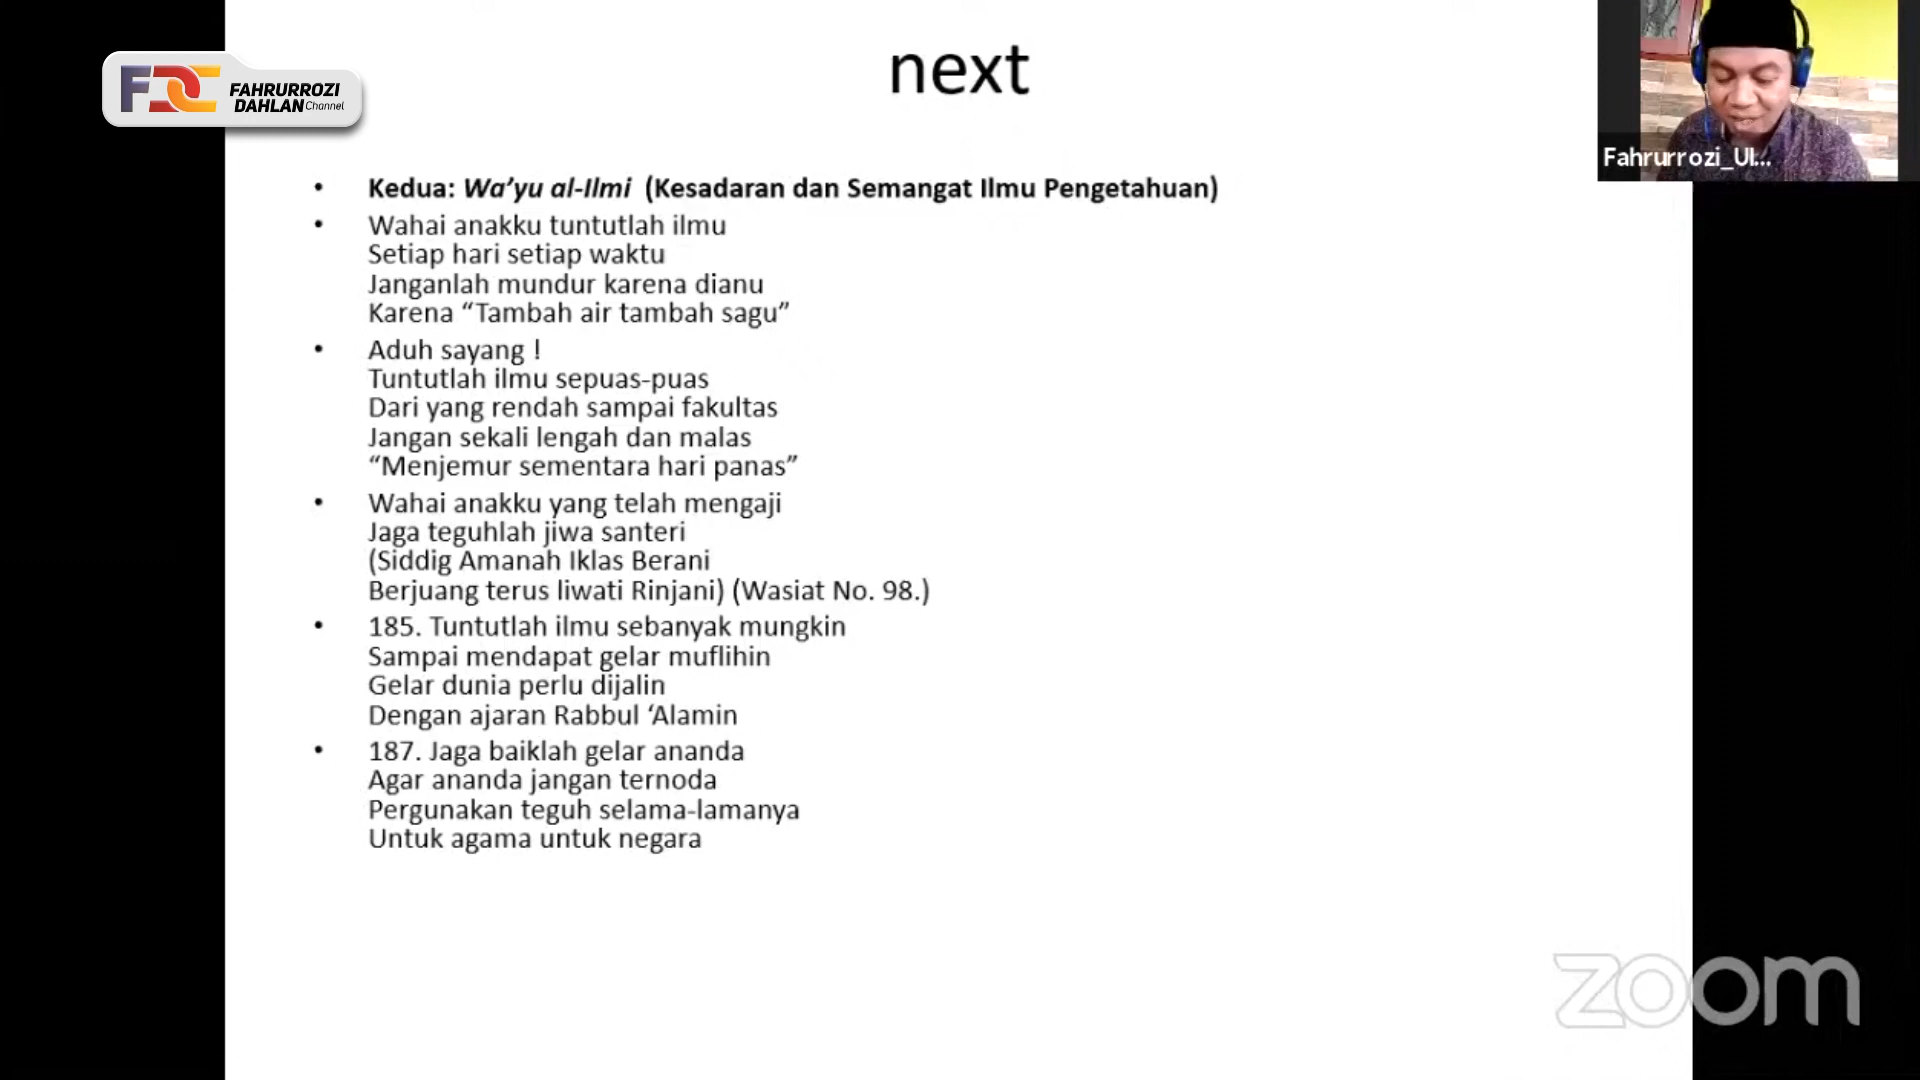 next
FDC
FAHRURROZI
DAHLAN Channel
Fahrurrozi_UI...
• Kedua: Wa’yu al-Ilmi (Kesadaran dan Semangat Ilmu Pengetahuan)
• Wahai anakku tuntutlah ilmu
Setiap hari setiap waktu
Janganlah mundur karena dianu
Karena “Tambah air tambah sagu”
• Aduh sayang !
Tuntutlah ilmu sepuas-puas
Dari yang rendah sampai fakultas
Jangan sekali lengah dan malas
“Menjemur sementara hari panas”
• Wahai anakku yang telah mengaji
Jaga teguhlah jiwa santeri
(Siddig Amanah Iklas Berani
Berjuang terus liwati Rinjani) (Wasiat No. 98.)
• 185. Tuntutlah ilmu sebanyak mungkin
Sampai mendapat gelar muflihin
Gelar dunia perlu dijalin
Dengan ajaran Rabbul ‘Alamin
• 187. Jaga baiklah gelar ananda
Agar ananda jangan ternoda
Pergunakan teguh selama-lamanya
Untuk agama untuk negara
zoom